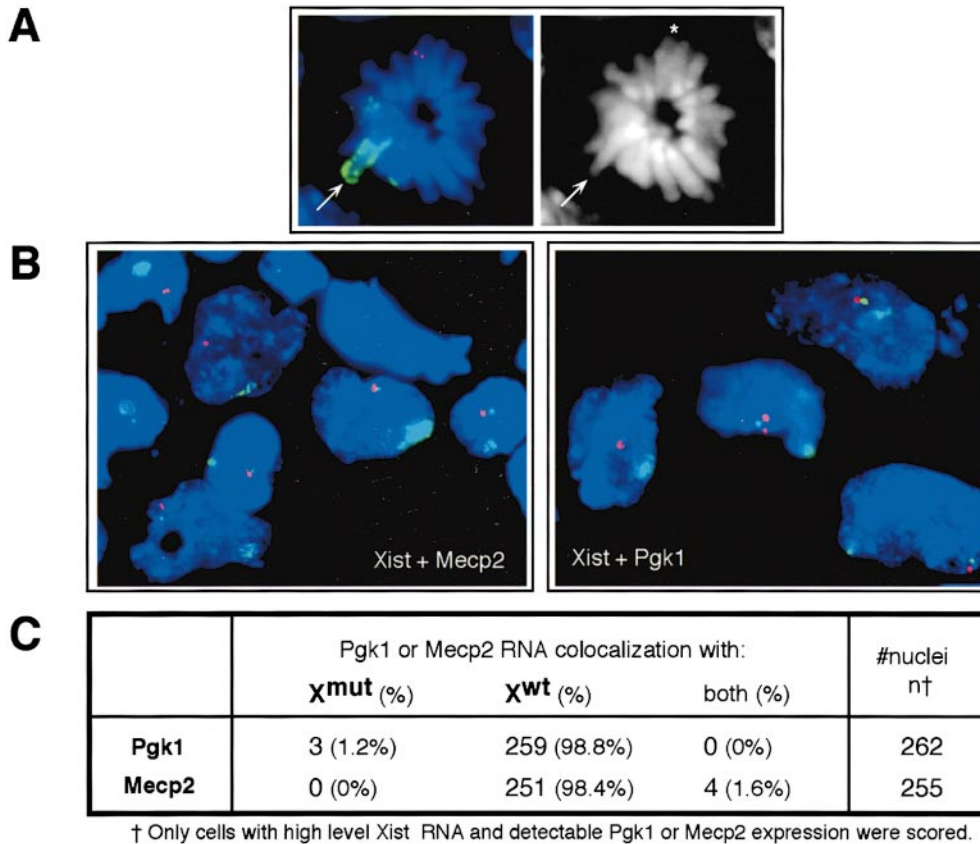 A
*
B
Xist + Mecp2
Xist + Pgk1
C
Pgk1 or Mecp2 RNA colocalization with:
#nuclei
X^mut (%) X^wt (%) both (%) n†
Pgk1 3 (1.2%) 259 (98.8%) 0 (0%) 262
Mecp2 0 (0%) 251 (98.4%) 4 (1.6%) 255
† Only cells with high level Xist RNA and detectable Pgk1 or Mecp2 expression were scored.